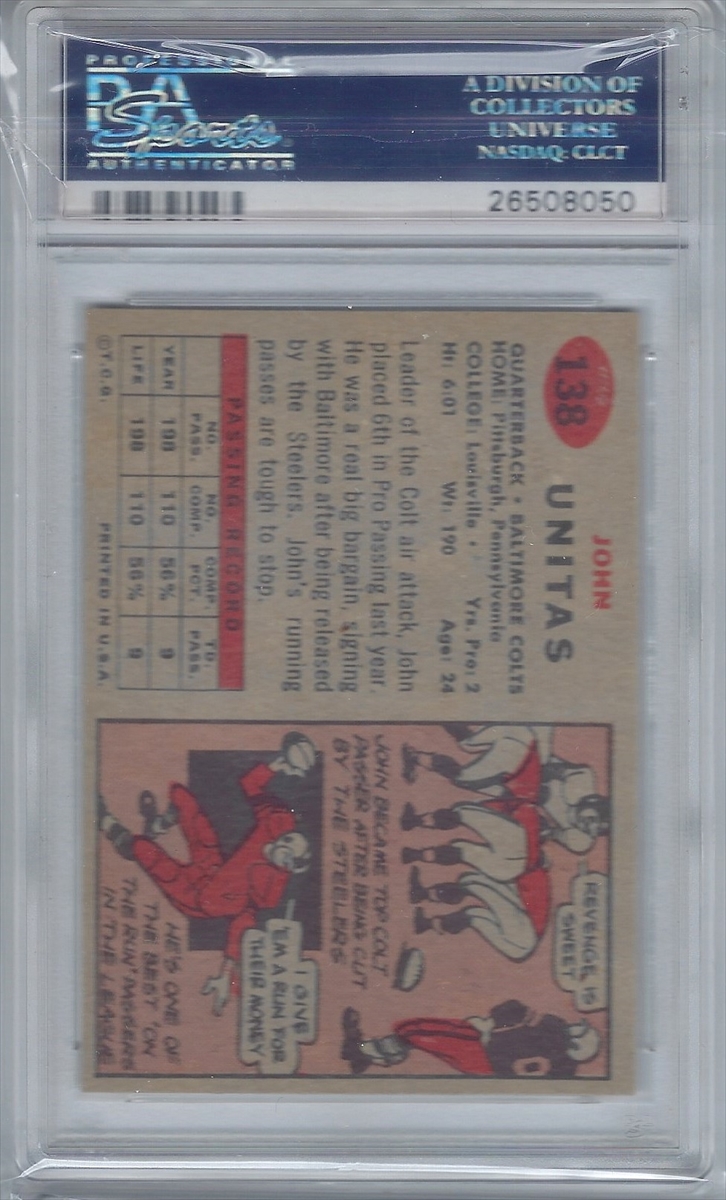 PROFESSIONAL
PSA
Sports
AUTHENTICATOR
A DIVISION OF
COLLECTORS
UNIVERSE
NASDAQ: CLCT
26508050
138
JOHN
UNITAS
QUARTERBACK • BALTIMORE COLTS
HOME: Pittsburgh, Pennsylvania
COLLEGE: Louisville • Yrs. Pro: 2
Ht: 6:01 Wt: 190 Age: 24
Leader of the Colt air attack, John
placed 6th in Pro Passing last year.
He was a real big bargain, signing
with Baltimore after being released
by the Steelers. John's running
passes are tough to stop.
PASSING RECORD
NO. PASS. NO. COMP. COMP. PCT. TD. PASS.
YEAR 198 110 56% 9
LIFE 198 110 56% 9
©T.C.G. PRINTED IN U.S.A.
REVENGE IS
SWEET
JOHN BECAME TOP COLT
PASSER AFTER BEING CUT
BY THE STEELERS
I GIVE
'EM A RUN FOR
THEIR MONEY
HE'S ONE OF
THE BEST 'ON
THE RUN' PASSERS
IN THE LEAGUE